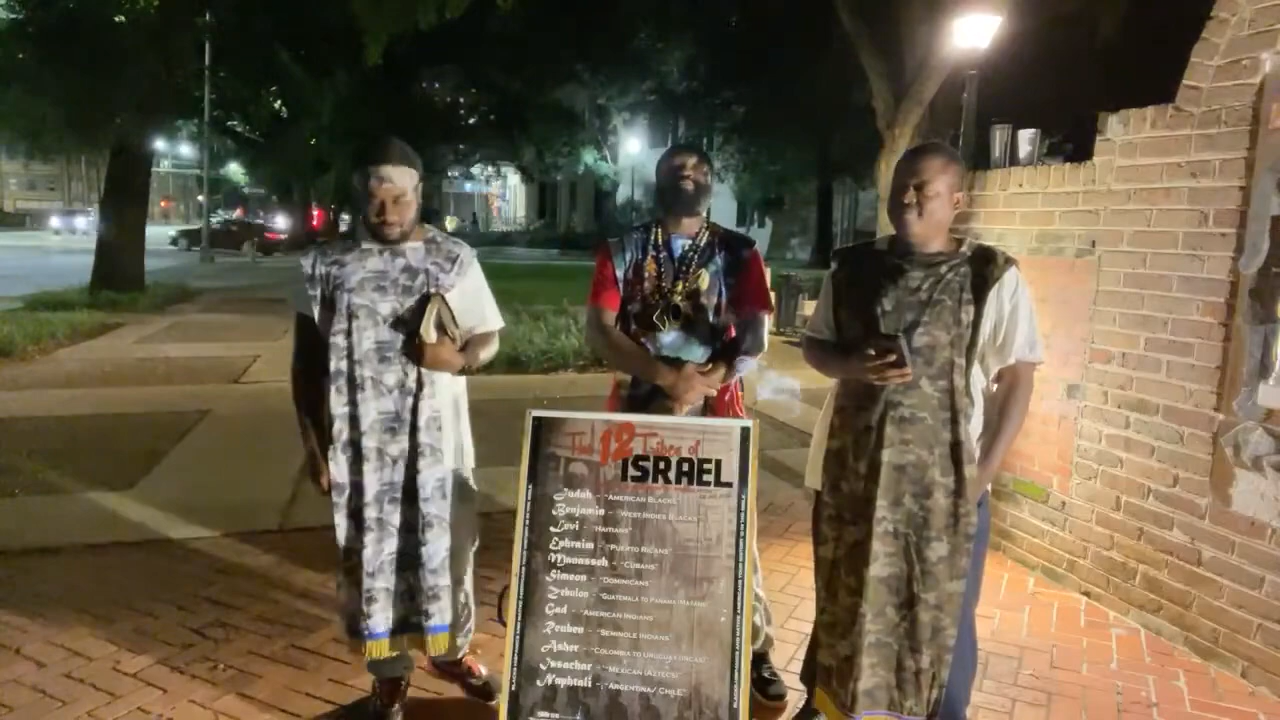 The 12 Tribes of
ISRAEL
Judah - "AMERICAN BLACKS"
Benjamin - "WEST INDIES BLACKS"
Levi - "HAITIANS"
Ephraim - "PUERTO RICANS"
Manasseh - "CUBANS"
Simeon - "DOMINICANS"
Zebulon - "GUATEMALA TO PANAMA (MAYAN)"
Gad - "AMERICAN INDIANS"
Reuben - "SEMINOLE INDIANS"
Asher - "COLOMBIA TO URUGUAY (INCAS)"
Issachar - "MEXICAN (AZTECS)"
Naphtali - "ARGENTINA/ CHILE"